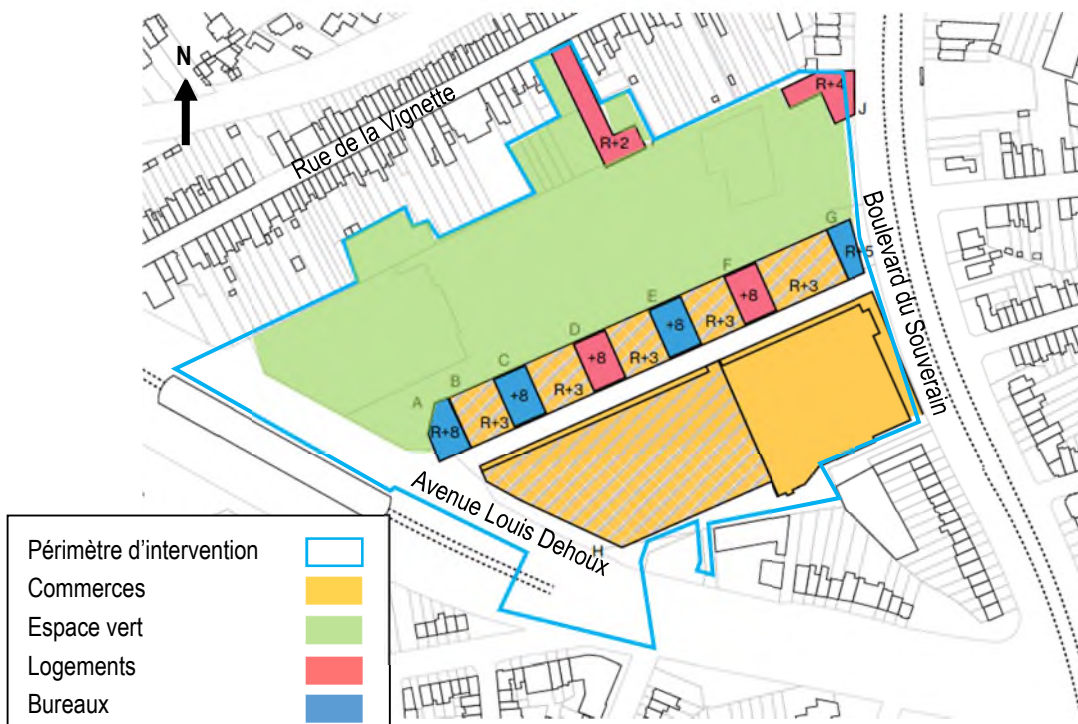 N
Rue de la Vignette
R+4
J
R+2
Boulevard du Souverain
G
R+5
F
R+3
+8
E
R+3
+8
D
R+3
+8
C
R+3
+8
B
R+3
A
R+8
Avenue Louis Dehoux
H
Périmètre d'intervention
Commerces
Espace vert
Logements
Bureaux